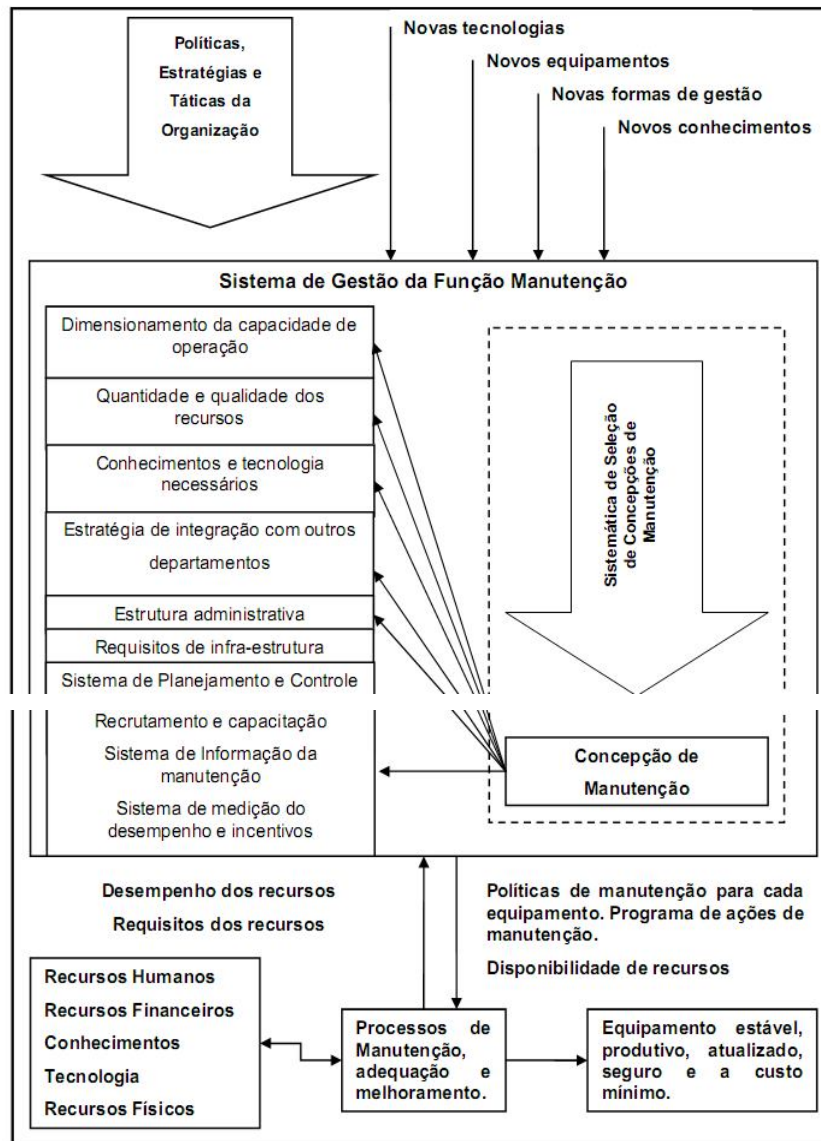 Políticas,
Estratégias e
Táticas da
Organização
Novas tecnologias
Novos equipamentos
Novas formas de gestão
Novos conhecimentos
Sistema de Gestão da Função Manutenção
Dimensionamento da capacidade de
operação
Quantidade e qualidade dos
recursos
Conhecimentos e tecnologia
necessários
Estratégia de integração com outros
departamentos
Estrutura administrativa
Requisitos de infra-estrutura
Sistema de Planejamento e Controle
Recrutamento e capacitação
Sistema de Informação da
manutenção
Sistema de medição do
desempenho e incentivos
Sistemática de Seleção
de Concepções de
Manutenção
Concepção de
Manutenção
Desempenho dos recursos
Requisitos dos recursos
Políticas de manutenção para cada
equipamento. Programa de ações de
manutenção.
Disponibilidade de recursos
Recursos Humanos
Recursos Financeiros
Conhecimentos
Tecnologia
Recursos Físicos
Processos de
Manutenção,
adequação e
melhoramento.
Equipamento estável,
produtivo, atualizado,
seguro e a custo
mínimo.